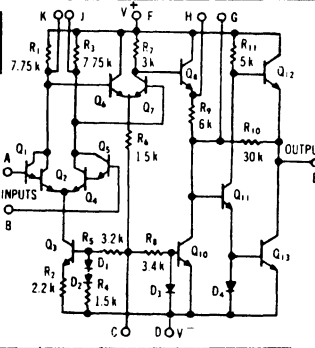 K J V+ F H G
R1 7.75k R3 7.75k R7 3k R11 5k
Q8 Q12
Q6 Q7 R9 6k
Q1 R10 30k
A Q2 Q5 R6 1.5k OUTPUT
INPUTS Q4 Q11 E
B
Q3 R5 3.2k R8 Q10 Q13
R2 2.2k D1 3.4k
D2 R4 1.5k D3 D4
C D V−